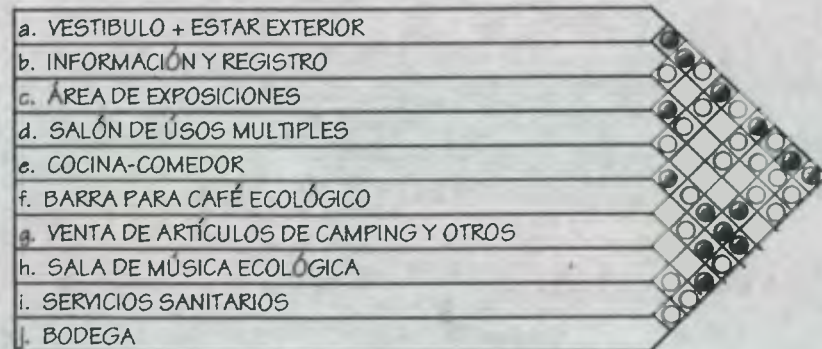 a. VESTIBULO + ESTAR EXTERIOR
b. INFORMACIÓN Y REGISTRO
c. ÁREA DE EXPOSICIONES
d. SALÓN DE ÚSOS MULTIPLES
e. COCINA-COMEDOR
f. BARRA PARA CAFÉ ECOLÓGICO
g. VENTA DE ARTÍCULOS DE CAMPING Y OTROS
h. SALA DE MÚSICA ECOLÓGICA
i. SERVICIOS SANITARIOS
j. BODEGA